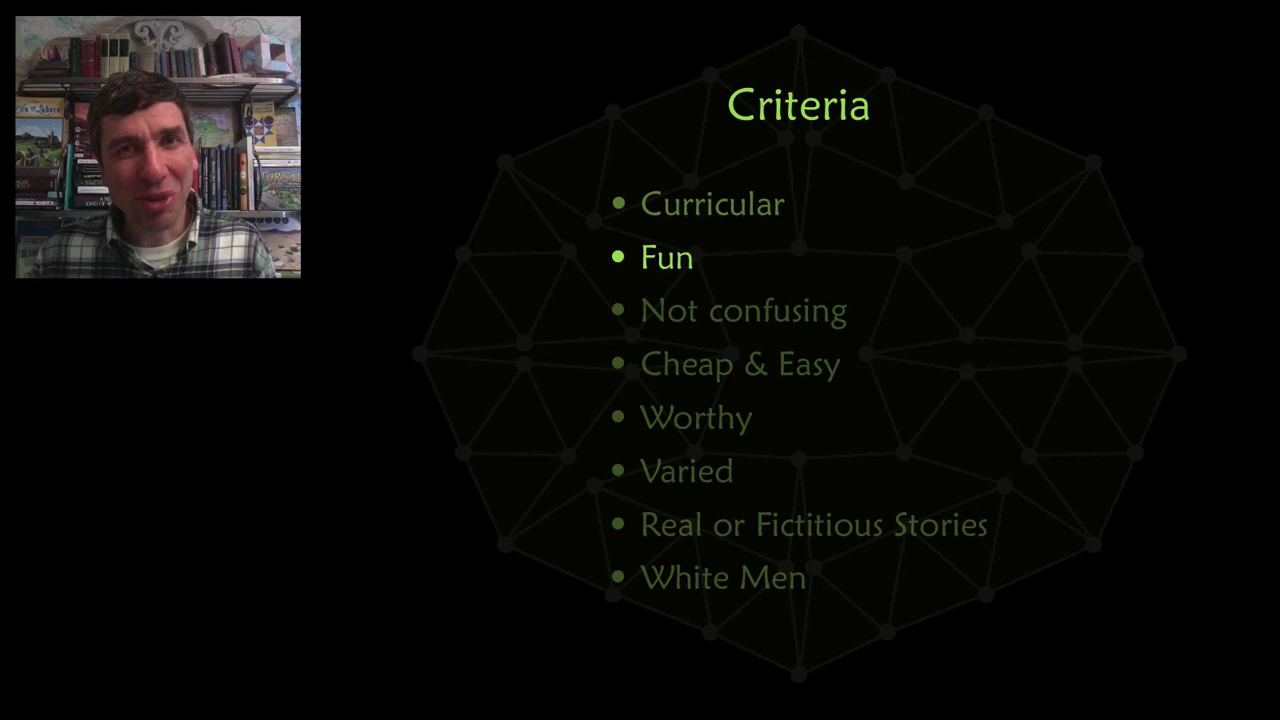 Criteria
• Curricular
• Fun
• Not confusing
• Cheap & Easy
• Worthy
• Varied
• Real or Fictitious Stories
• White Men